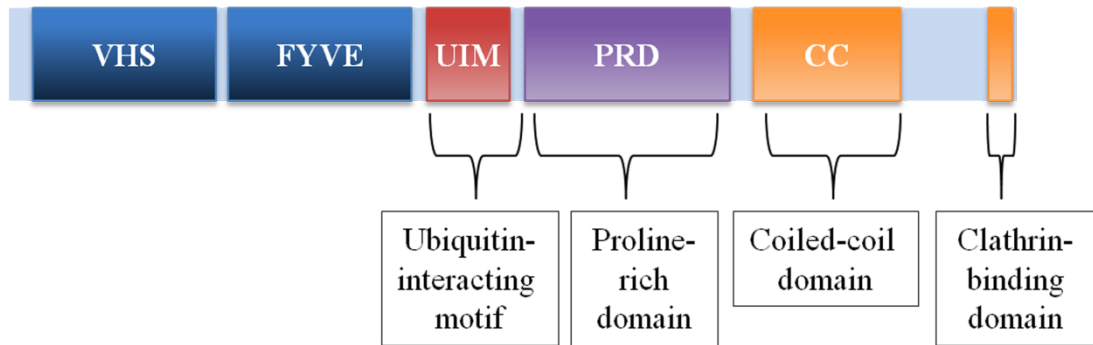 VHS FYVE UIM PRD CC
Ubiquitin-
interacting
motif
Proline-
rich
domain
Coiled-coil
domain
Clathrin-
binding
domain